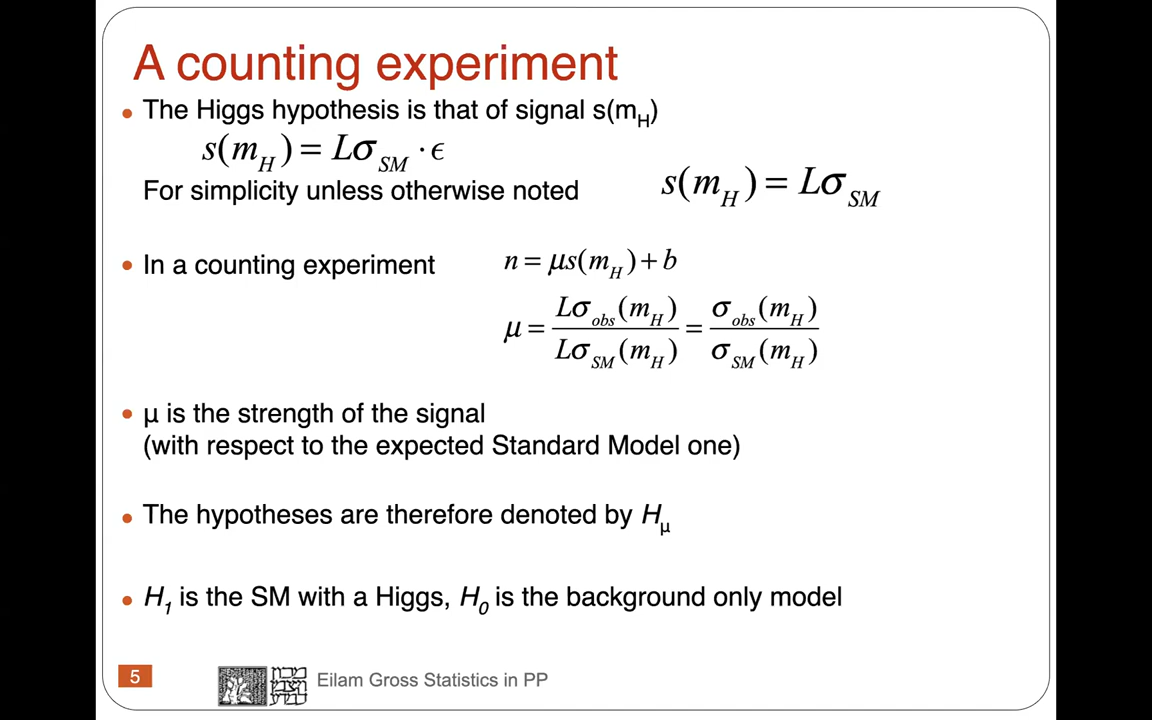 A counting experiment
• The Higgs hypothesis is that of signal s(m_H)
s(m_H) = Lσ_SM · ϵ
For simplicity unless otherwise noted s(m_H) = Lσ_SM
• In a counting experiment n = μs(m_H) + b
μ = Lσ_obs(m_H) / Lσ_SM(m_H) = σ_obs(m_H) / σ_SM(m_H)
• μ is the strength of the signal
(with respect to the expected Standard Model one)
• The hypotheses are therefore denoted by H_μ
• H_1 is the SM with a Higgs, H_0 is the background only model
5
Eilam Gross Statistics in PP